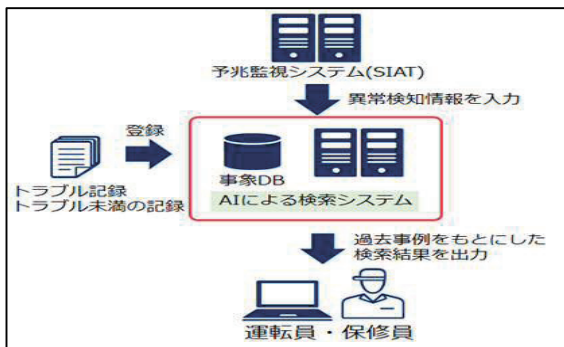 予兆監視システム(SIAT)
異常検知情報を入力
登録
トラブル記録
トラブル未満の記録
事象DB
AIによる検索システム
過去事例をもとにした
検索結果を出力
運転員・保修員